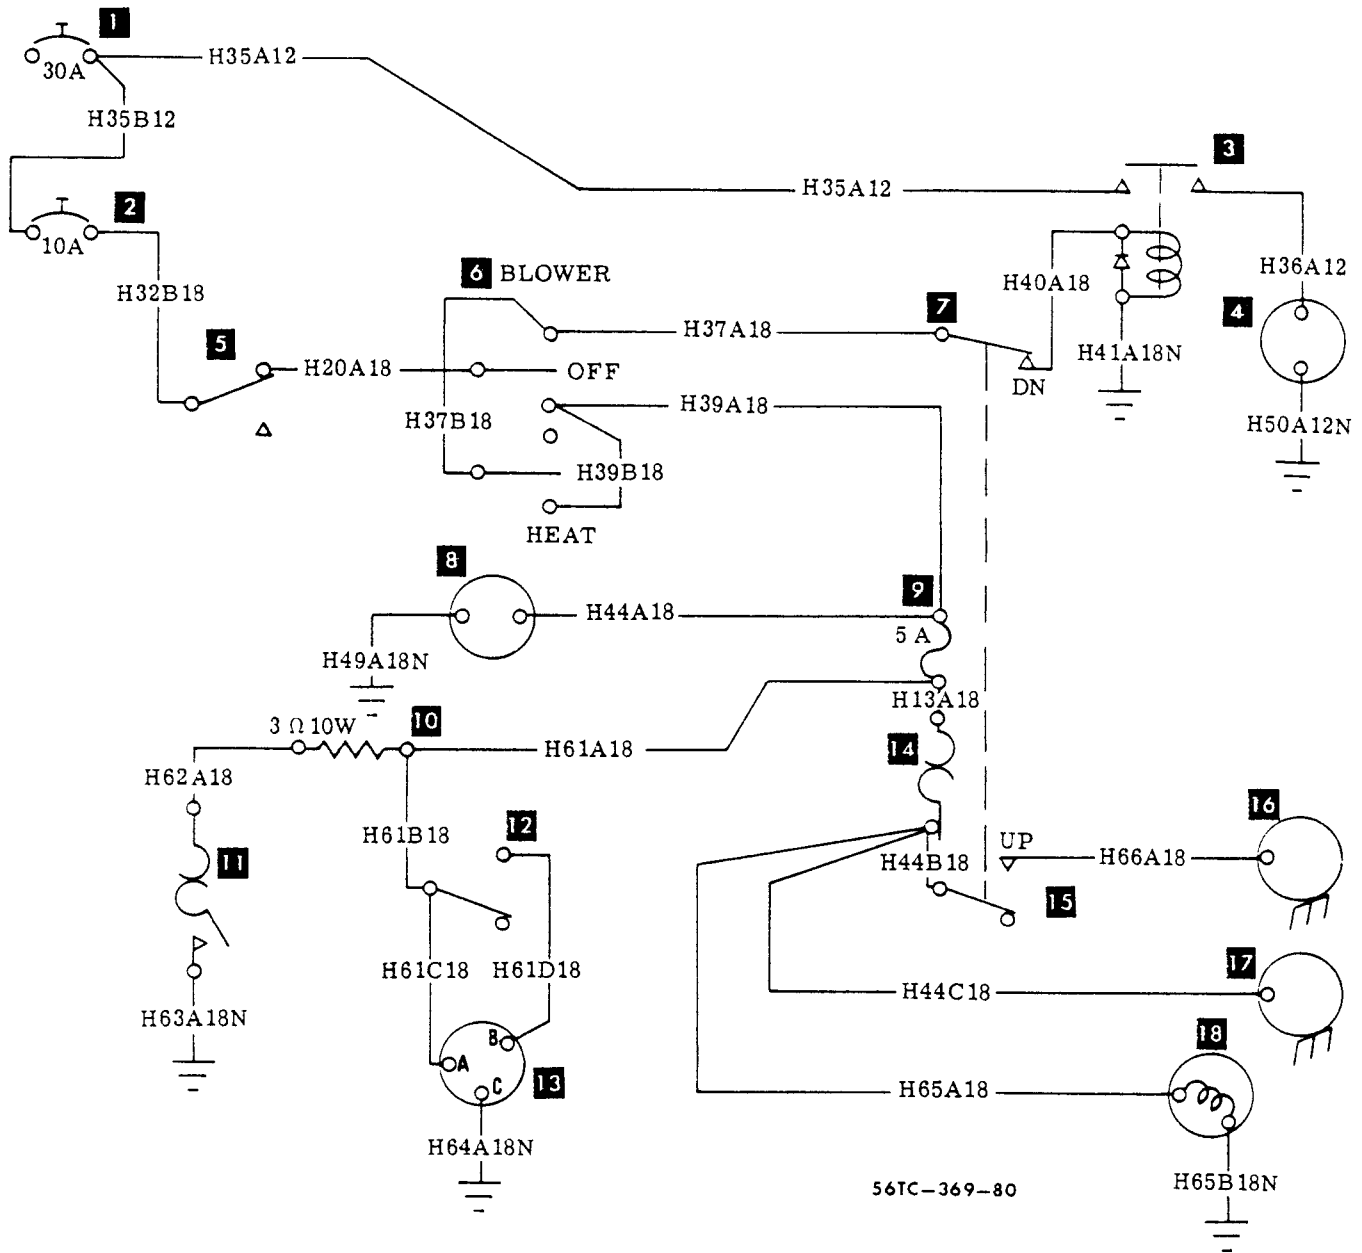 1
30A
H35A12
H35B12
3
H35A12
2
10A
H36A12
6 BLOWER
H40A18
H32B18
7
4
H37A18
5
H41A18N
H20A18
OFF
DN
H39A18
H37B18
H50A12N
H39B18
HEAT
8
9
H44A18
5 A
H49A18N
H13A18
3 Ω 10W
10
H61A18
14
H62A18
16
12
H61B18
UP
11
H44B18
H66A18
15
H61C18
H61D18
17
H44C18
H63A18N
B
18
A
C
13
H65A18
H64A18N
56TC-369-80
H65B18N